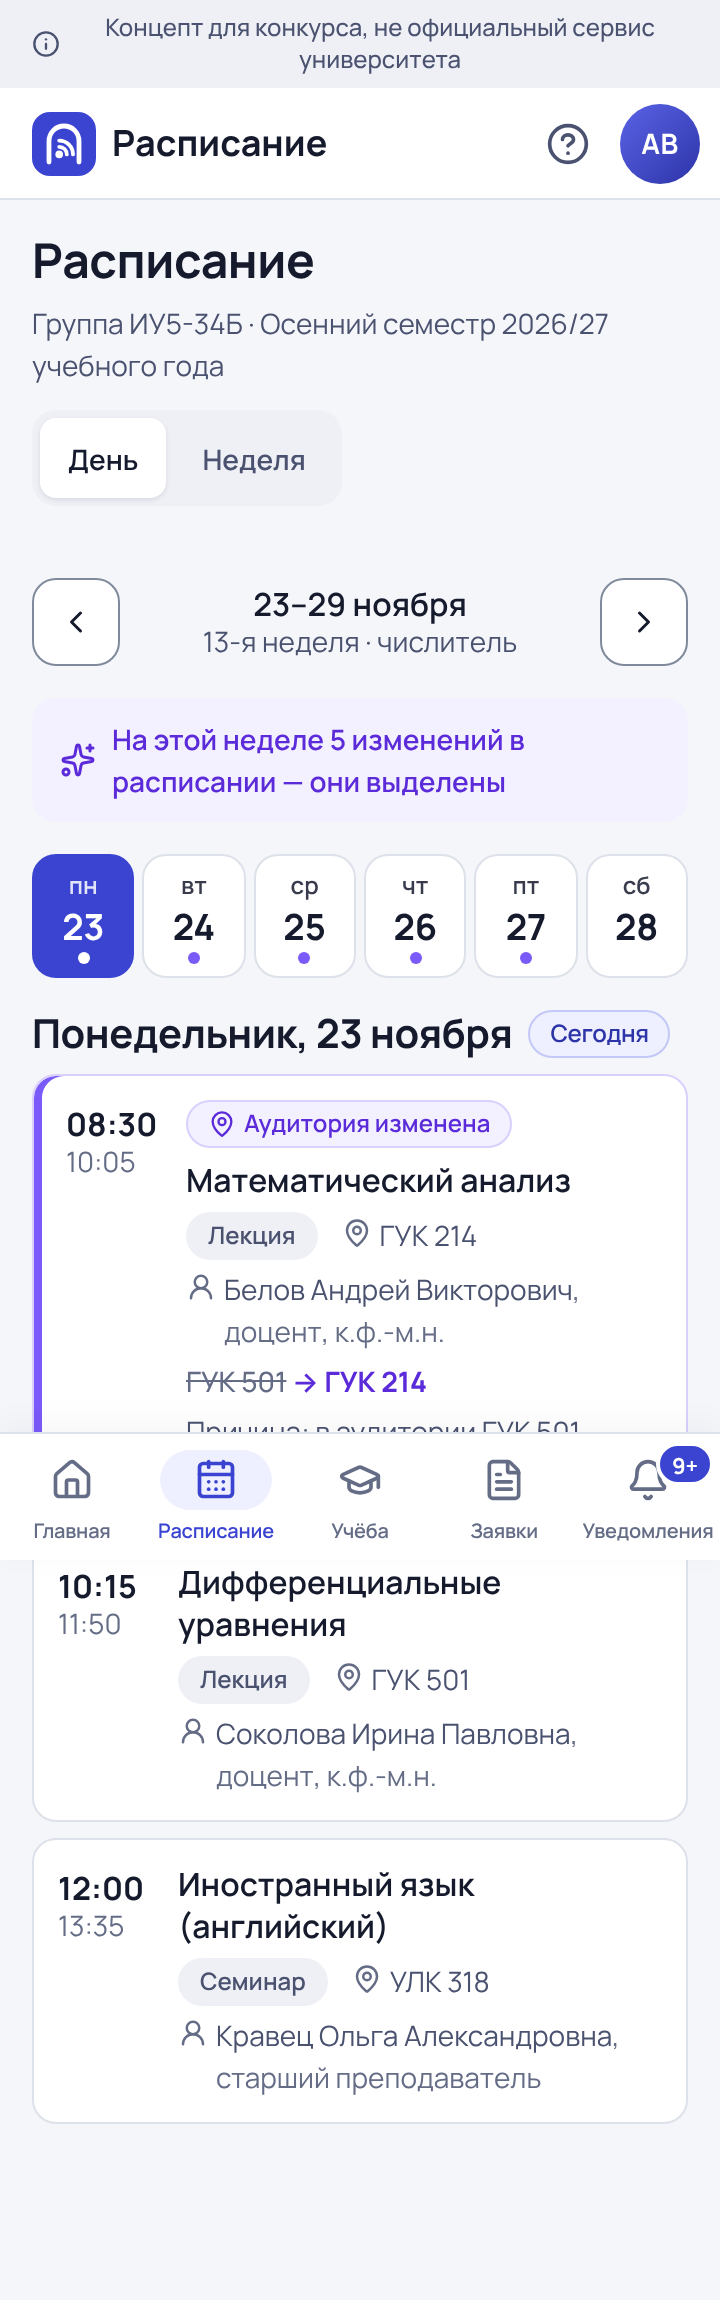 Концепт для конкурса, не официальный сервис
университета
Расписание
АВ
Расписание
Группа ИУ5-34Б · Осенний семестр 2026/27
учебного года
День
Неделя
23–29 ноября
13-я неделя · числитель
На этой неделе 5 изменений в
расписании — они выделены
пн
23
вт
24
ср
25
чт
26
пт
27
сб
28
Понедельник, 23 ноября
Сегодня
08:30
10:05
Аудитория изменена
Математический анализ
Лекция
ГУК 214
Белов Андрей Викторович,
доцент, к.ф.-м.н.
ГУК 501 → ГУК 214
Причина: в аудитории ГУК 501
Главная
Расписание
Учёба
Заявки
9+
Уведомления
10:15
11:50
Дифференциальные
уравнения
Лекция
ГУК 501
Соколова Ирина Павловна,
доцент, к.ф.-м.н.
12:00
13:35
Иностранный язык
(английский)
Семинар
УЛК 318
Кравец Ольга Александровна,
старший преподаватель